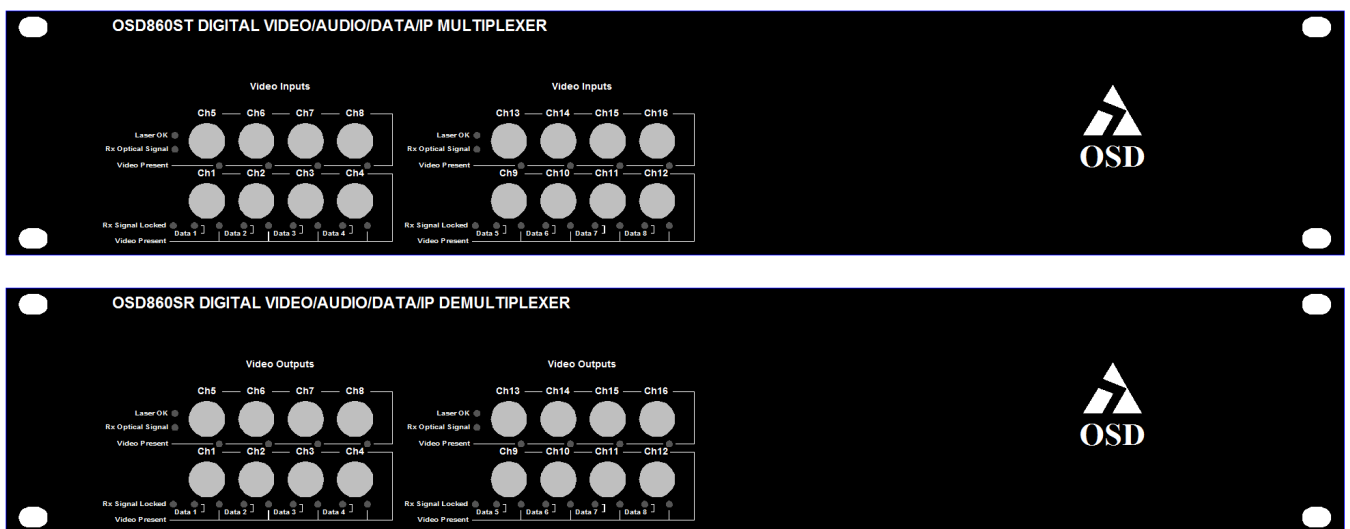 OSD860ST DIGITAL VIDEO/AUDIO/DATA/IP MULTIPLEXER
Video Inputs Video Inputs
Ch5 Ch6 Ch7 Ch8 Ch13 Ch14 Ch15 Ch16
Laser OK Laser OK
Rx Optical Signal Rx Optical Signal
Video Present Video Present
Ch1 Ch2 Ch3 Ch4 Ch9 Ch10 Ch11 Ch12
OSD
Rx Signal Locked Rx Signal Locked
Data 1 Data 2 Data 3 Data 4 Data 5 Data 6 Data 7 Data 8
Video Present Video Present
OSD860SR DIGITAL VIDEO/AUDIO/DATA/IP DEMULTIPLEXER
Video Outputs Video Outputs
Ch5 Ch6 Ch7 Ch8 Ch13 Ch14 Ch15 Ch16
Laser OK Laser OK
Rx Optical Signal Rx Optical Signal
Video Present Video Present
Ch1 Ch2 Ch3 Ch4 Ch9 Ch10 Ch11 Ch12
OSD
Rx Signal Locked Rx Signal Locked
Data 1 Data 2 Data 3 Data 4 Data 5 Data 6 Data 7 Data 8
Video Present Video Present